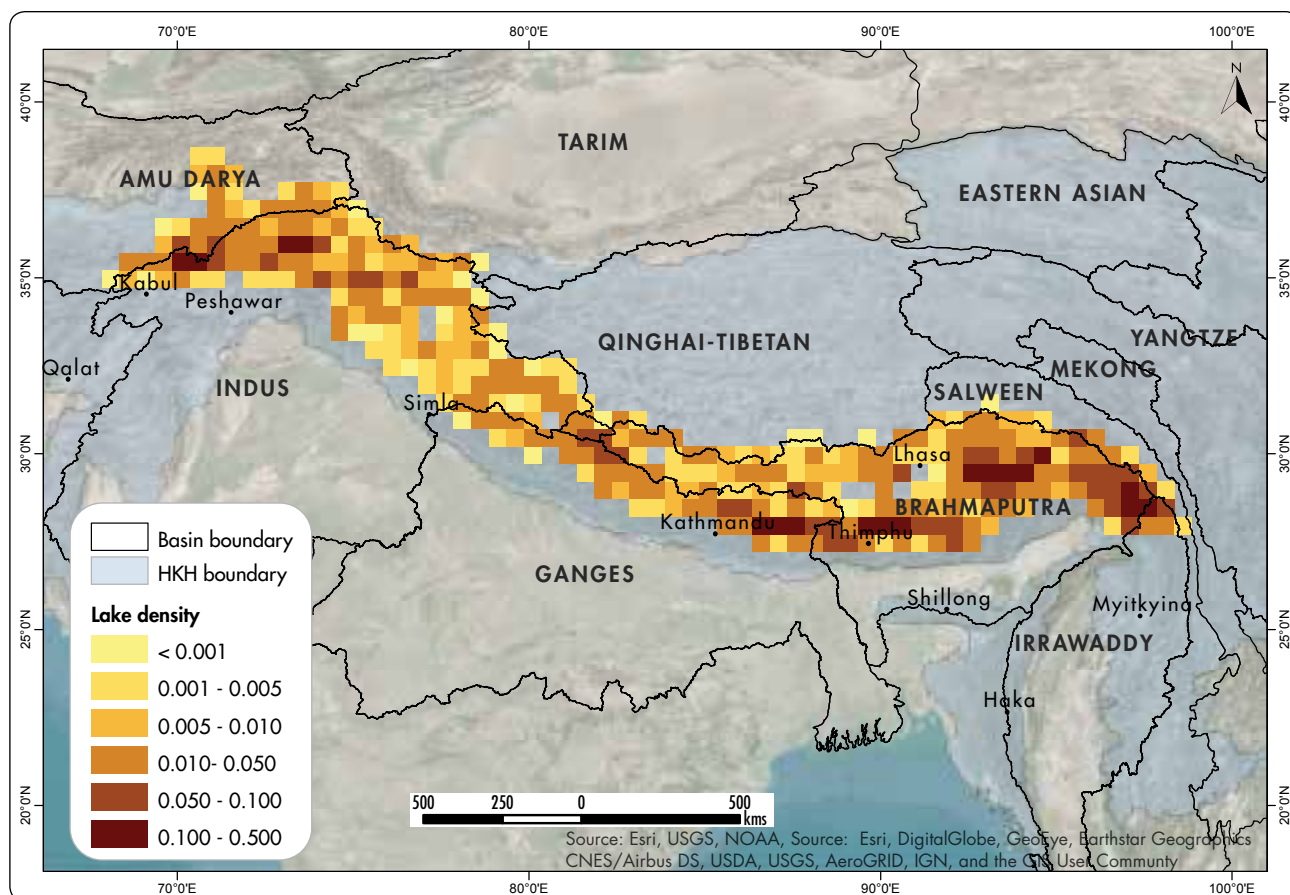 70°0'E 80°0'E 90°0'E 100°0'E
N
40°0'N 40°0'N
TARIM
AMU DARYA
EASTERN ASIAN
35°0'N 35°0'N
Kabul
Peshawar
QINGHAI-TIBETAN
YANGTZE
MEKONG
Qalat
INDUS
SALWEEN
Simla
30°0'N 30°0'N
Lhasa
BRAHMAPUTRA
Kathmandu
Thimphu
GANGES
Shillong
Myitkyina
25°0'N 25°0'N
IRRAWADDY
Haka
Basin boundary
HKH boundary
Lake density
< 0.001
0.001 - 0.005
0.005 - 0.010
0.010- 0.050
0.050 - 0.100
0.100 - 0.500
20°0'N 20°0'N
500 250 0 500
kms
Source: Esri, USGS, NOAA, Source: Esri, DigitalGlobe, GeoEye, Earthstar Geographics
CNES/Airbus DS, USDA, USGS, AeroGRID, IGN, and the GIS User Communty
70°0'E 80°0'E 90°0'E 100°0'E